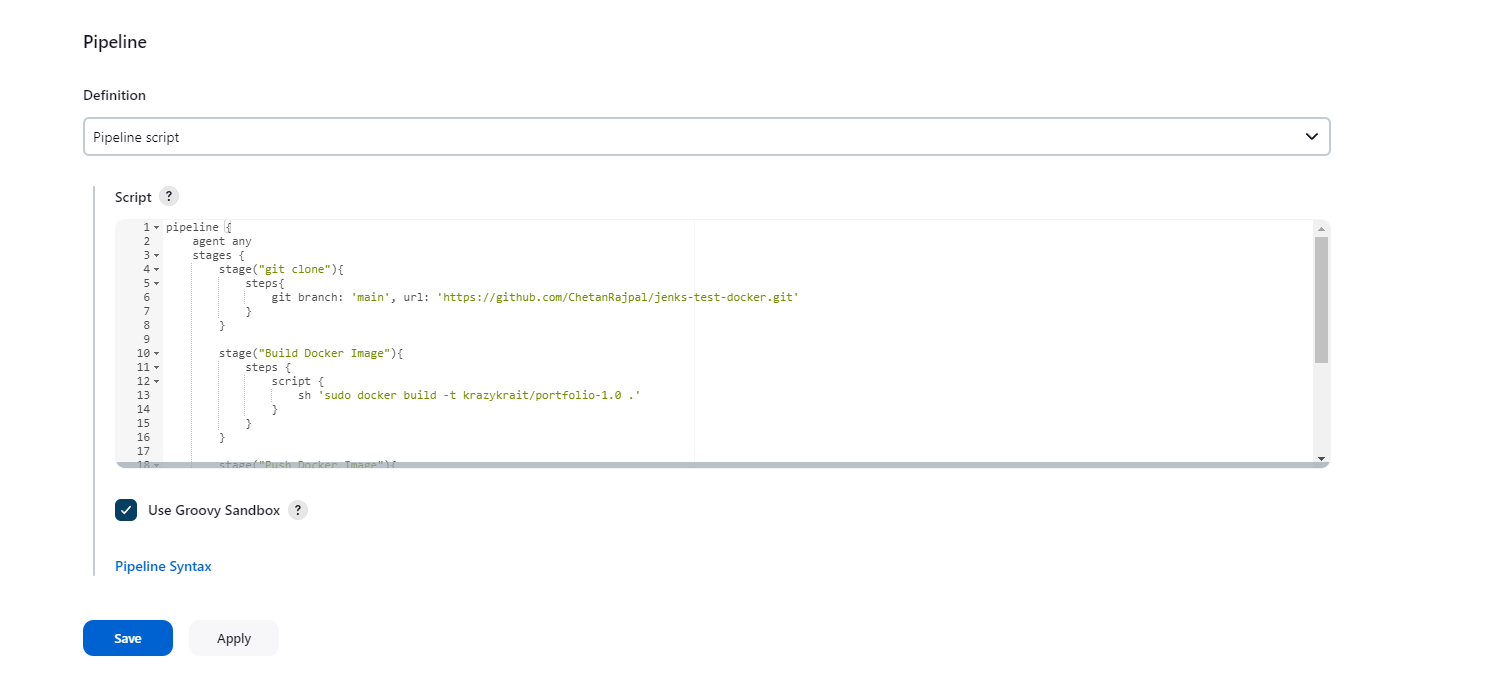 Pipeline
Definition
Pipeline script
Script ?
1 pipeline {
2     agent any
3     stages {
4         stage("git clone"){
5             steps{
6                 git branch: 'main', url: 'https://github.com/ChetanRajpal/jenks-test-docker.git'
7             }
8         }
9
10         stage("Build Docker Image"){
11             steps {
12                 script {
13                     sh 'sudo docker build -t krazykrait/portfolio-1.0 .'
14                 }
15             }
16         }
17
18         stage("Push Docker Image"){
Use Groovy Sandbox ?
Pipeline Syntax
Save Apply